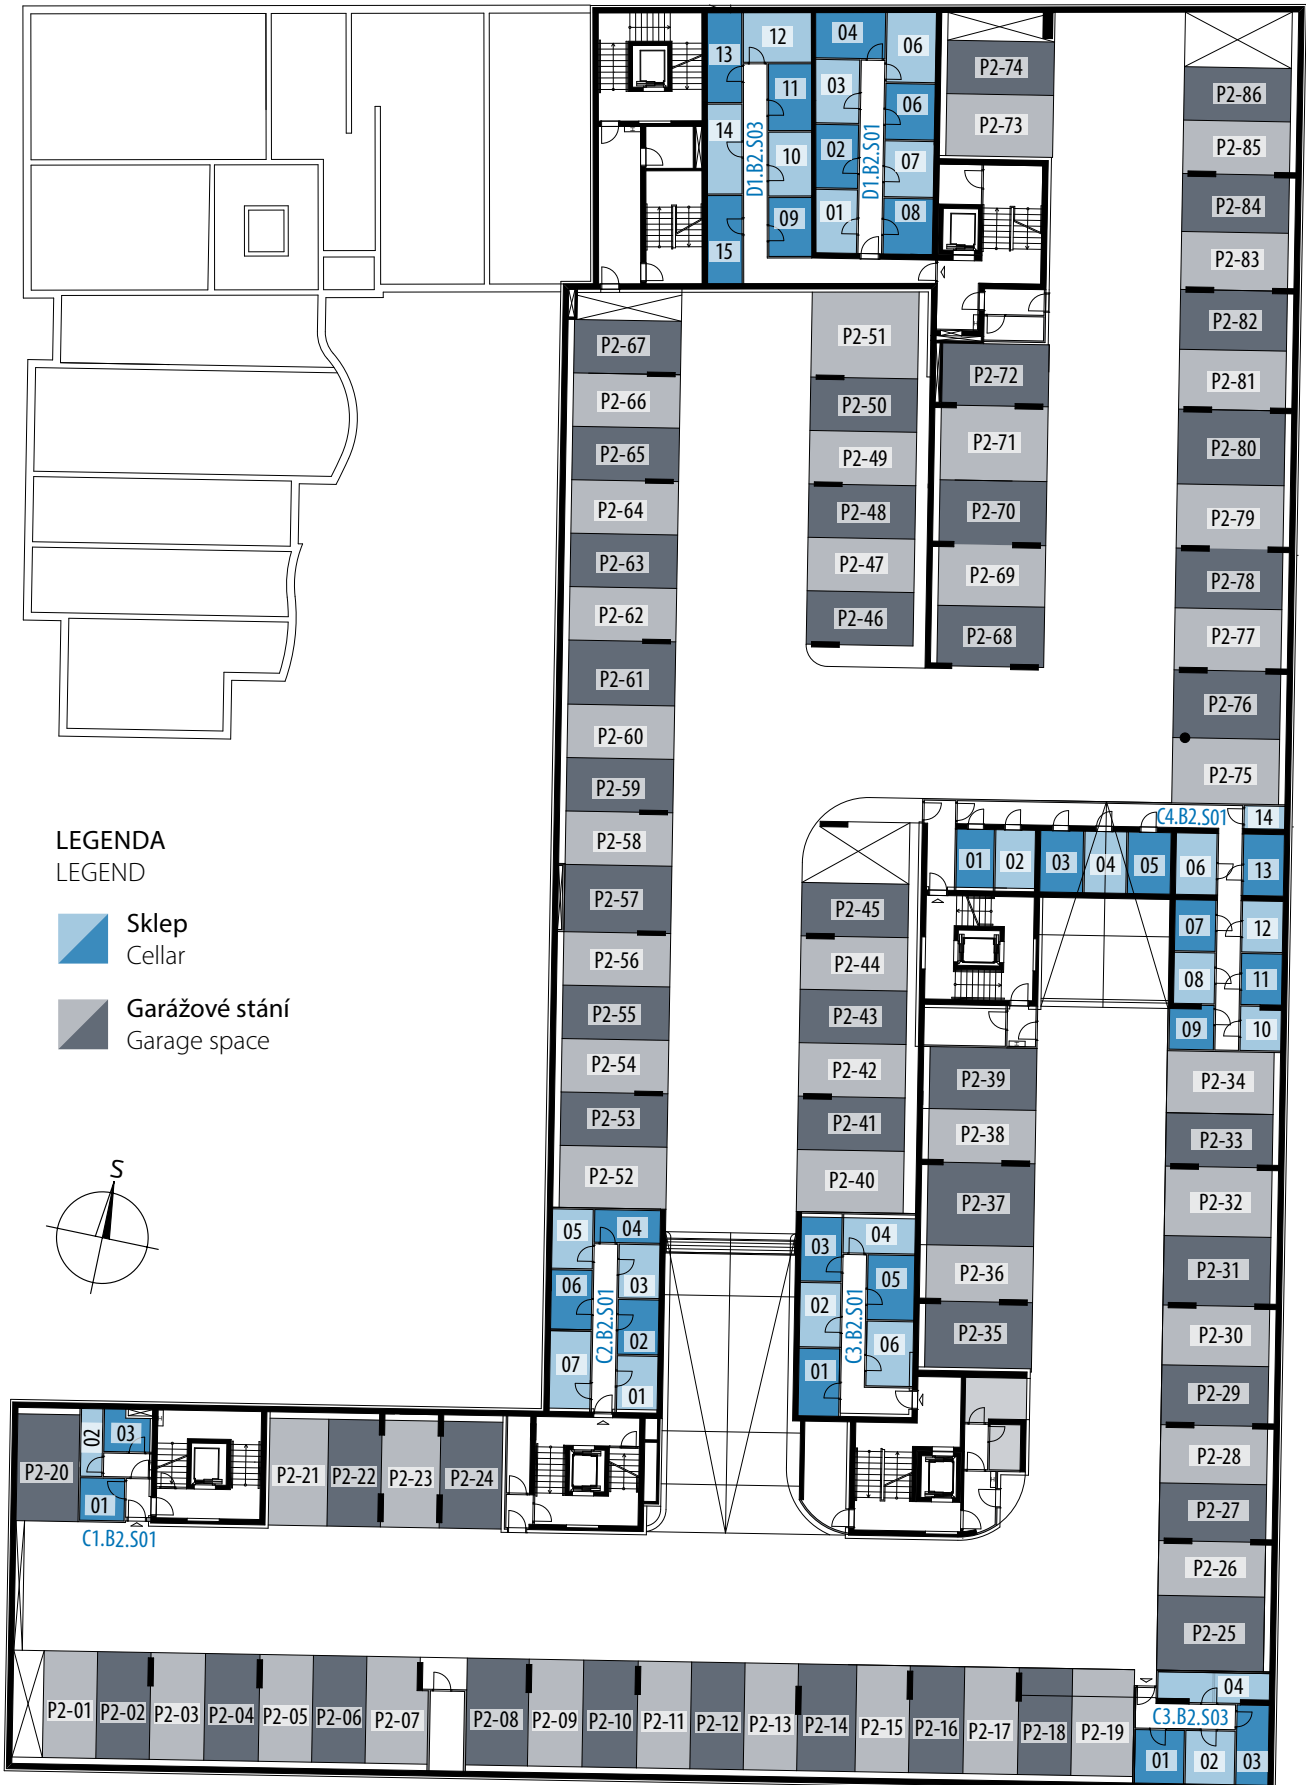 13
12
04
06
P2-74
P2-86
11
03
06
P2-73
P2-85
14
D1.B2.S03
10
02
D1.B2.S01
07
P2-84
15
09
01
08
P2-83
P2-82
P2-67
P2-51
P2-72
P2-81
P2-66
P2-50
P2-71
P2-80
P2-65
P2-49
P2-64
P2-48
P2-70
P2-79
P2-63
P2-47
P2-69
P2-78
P2-62
P2-46
P2-68
P2-77
P2-61
P2-76
P2-60
P2-75
P2-59
C4.B2.S01
14
P2-58
01
02
03
04
05
06
13
LEGENDA
LEGEND
Sklep
Cellar
Garážové stání
Garage space
P2-57
P2-45
07
12
P2-56
P2-44
08
11
P2-55
P2-43
09
10
P2-54
P2-42
P2-39
P2-34
P2-53
P2-41
P2-38
P2-33
P2-52
P2-40
P2-37
P2-32
S
05
04
03
04
P2-36
P2-31
06
03
02
05
C2.B2.S01
02
C3.B2.S01
06
P2-35
P2-30
07
01
01
P2-29
02
03
P2-20
P2-21
P2-22
P2-23
P2-24
P2-28
01
P2-27
C1.B2.S01
P2-26
P2-25
04
P2-01
P2-02
P2-03
P2-04
P2-05
P2-06
P2-07
P2-08
P2-09
P2-10
P2-11
P2-12
P2-13
P2-14
P2-15
P2-16
P2-17
P2-18
P2-19
C3.B2.S03
01
02
03